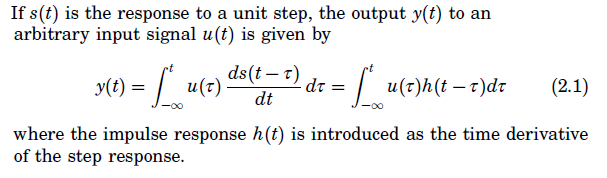 If s(t) is the response to a unit step, the output y(t) to an
arbitrary input signal u(t) is given by
y(t) = ∫_{−∞}^{t} u(τ) ds(t − τ)/dt dτ = ∫_{−∞}^{t} u(τ)h(t − τ)dτ (2.1)
where the impulse response h(t) is introduced as the time derivative
of the step response.